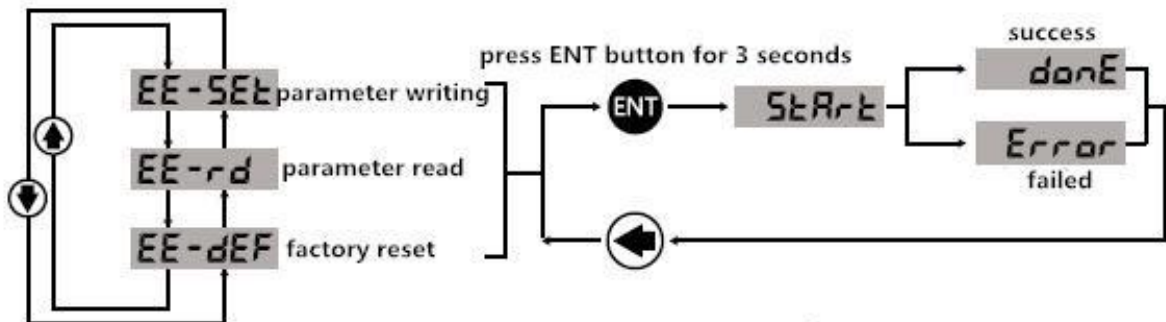 success
press ENT button for 3 seconds
donE
EE-SEt parameter writing
ENT
StArt
EE-rd parameter read
Error
failed
EE-dEF factory reset